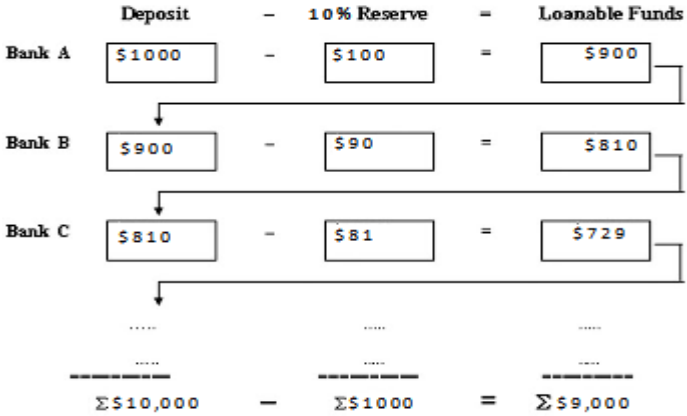 Deposit – 10% Reserve = Loanable Funds
Bank A $1000 – $100 = $900
Bank B $900 – $90 = $810
Bank C $810 – $81 = $729
..... ..... .....
..... ..... .....
Σ$10,000 – Σ$1000 = Σ$9,000